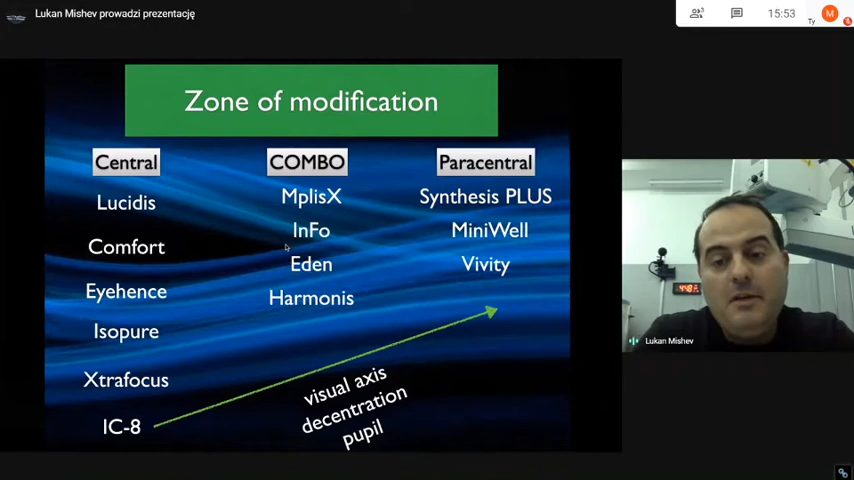 Lukan Mishev prowadzi prezentację
3
15:53
Ty
M
Zone of modification
Central
Lucidis
Comfort
Eyehence
Isopure
Xtrafocus
IC-8
COMBO
MplisX
InFo
Eden
Harmonis
Paracentral
Synthesis PLUS
MiniWell
Vivity
visual axis
decentration
pupil
Lukan Mishev